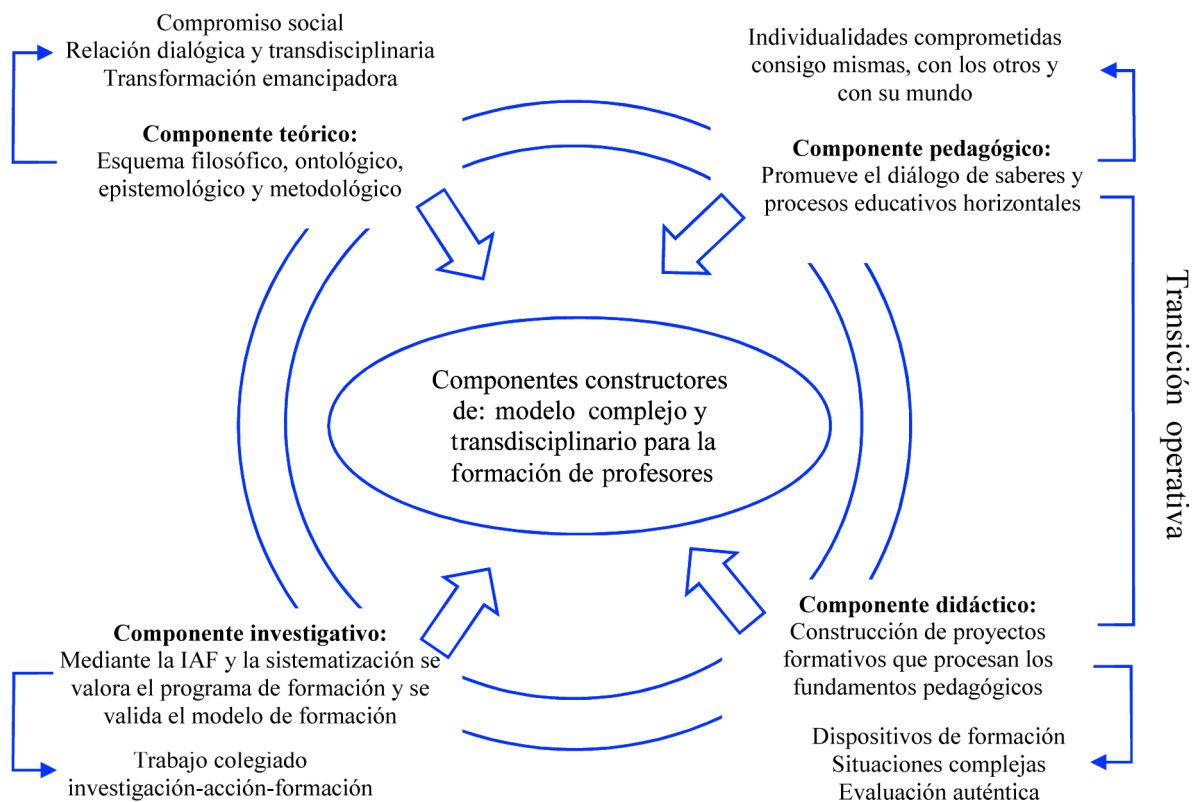 Compromiso social
Relación dialógica y transdisciplinaria
Transformación emancipadora
Componente teórico:
Esquema filosófico, ontológico,
epistemológico y metodológico
Individualidades comprometidas
consigo mismas, con los otros y
con su mundo
Componente pedagógico:
Promueve el diálogo de saberes y
procesos educativos horizontales
Transición operativa
Componentes constructores
de: modelo complejo y
transdisciplinario para la
formación de profesores
Componente investigativo:
Mediante la IAF y la sistematización se
valora el programa de formación y se
valida el modelo de formación
Trabajo colegiado
investigación-acción-formación
Componente didáctico:
Construcción de proyectos
formativos que procesan los
fundamentos pedagógicos
Dispositivos de formación
Situaciones complejas
Evaluación auténtica